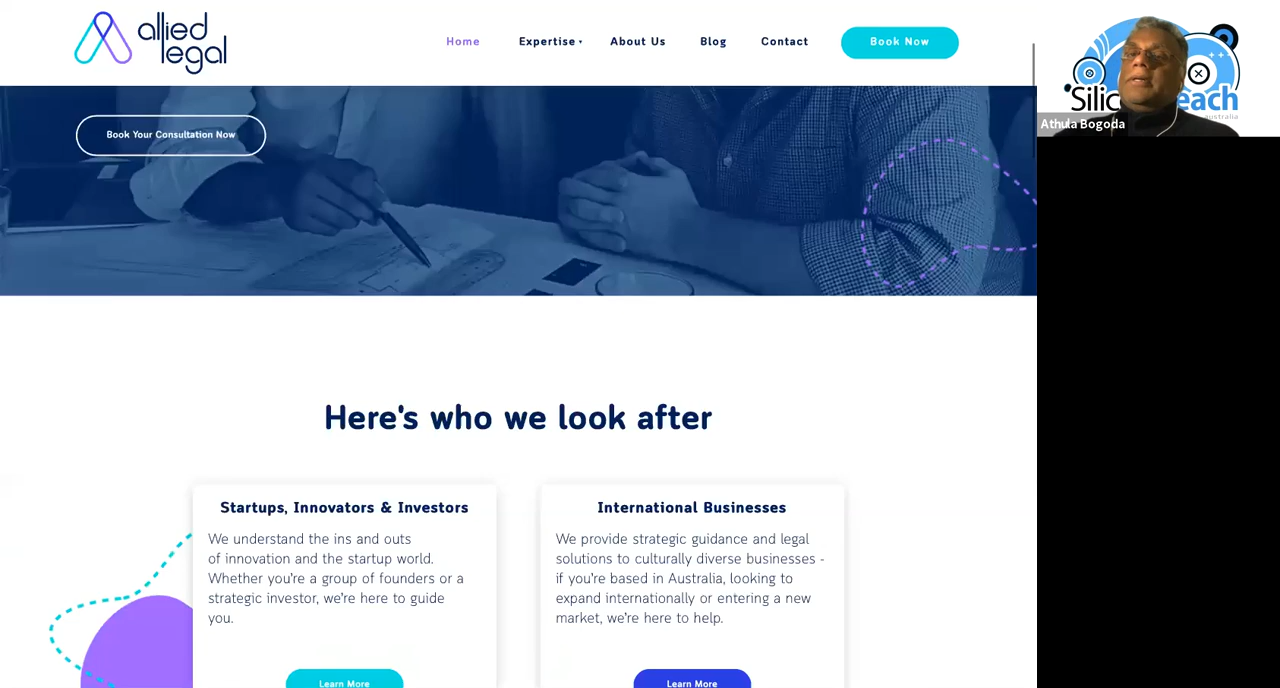 allied
legal
Home
Expertise
About Us
Blog
Contact
Book Now
Book Your Consultation Now
Athula Bogoda
australia
Here's who we look after
Startups, Innovators & Investors
We understand the ins and outs
of innovation and the startup world.
Whether you're a group of founders or a
strategic investor, we're here to guide
you.
Learn More
International Businesses
We provide strategic guidance and legal
solutions to culturally diverse businesses -
if you're based in Australia, looking to
expand internationally or entering a new
market, we're here to help.
Learn More